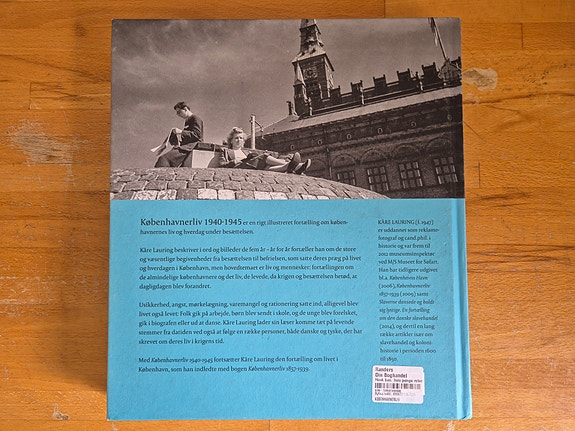 Københavnerliv 1940-1945 er en rigt illustreret fortælling om køben-
havnernes liv og hverdag under besættelsen.
Kåre Lauring beskriver i ord og billeder de fem år – år for år fortæller han om de store
og væsentlige begivenheder fra besættelsen til befrielsen, som satte deres præg på livet
og hverdagen i København, men hovedtemaet er liv og mennesker: fortællingen om
de almindelige københavnere og det liv, de levede, da krigen og besættelsen betød, at
dagligdagen blev forandret.
Usikkerhed, angst, mørkelægning, varemangel og rationering satte ind, alligevel blev
livet også levet. Folk gik på arbejde, børn blev sendt i skole, og de unge blev forelsket,
gik i biografen eller ud at danse. Kåre Lauring lader sin læser komme tæt på levende
stemmer fra datiden ved også at følge en række personer, både danske og tyske, der har
skrevet om deres liv i krigens tid.
Med Københavnerliv 1940-1945 fortsætter Kåre Lauring den fortælling om livet i
København, som han indledte med bogen Københavnerliv 1857-1939.
KÅRE LAURING (f. 1947)
er uddannet som reklame-
fotograf og cand.phil. i
historie og var frem til
2012 museumsinspektør
ved M/S Museet for Søfart.
Han har tidligere udgivet
bl.a. Københavns Havn
(2006), Københavnerliv
1857-1939 (2009) samt
Slaverne dansede og holdt
sig lystige. En fortælling
om den danske slavehandel
(2014), og dertil en lang
række artikler især om
slavehandel og koloni-
historie i perioden 1600
til 1850.
Randers
Din Boghandel
KØBENHAVNERLIV